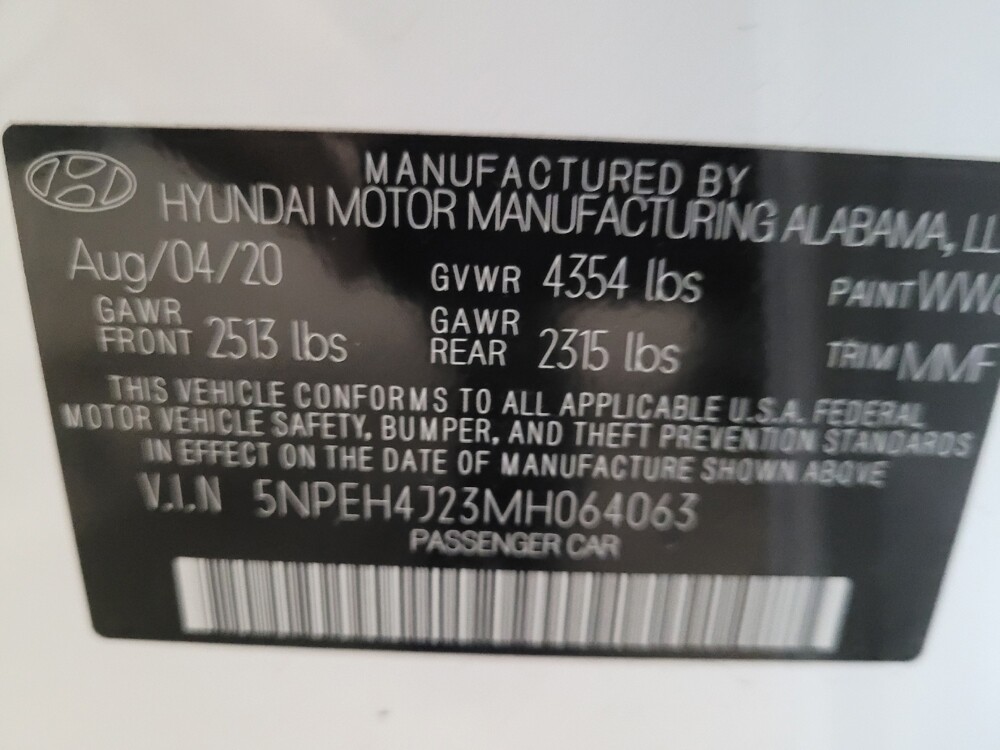 MANUFACTURED BY
HYUNDAI MOTOR MANUFACTURING ALABAMA,
Aug/04/20 GVWR 4354 lbs PAINT
GAWR FRONT 2513 lbs GAWR REAR 2315 lbs TRIM MMF
THIS VEHICLE CONFORMS TO ALL APPLICABLE U.S.A. FEDERAL
MOTOR VEHICLE SAFETY, BUMPER, AND THEFT PREVENTION STANDARDS
IN EFFECT ON THE DATE OF MANUFACTURE SHOWN ABOVE
V.I.N 5NPEH4J23MH064063
PASSENGER CAR